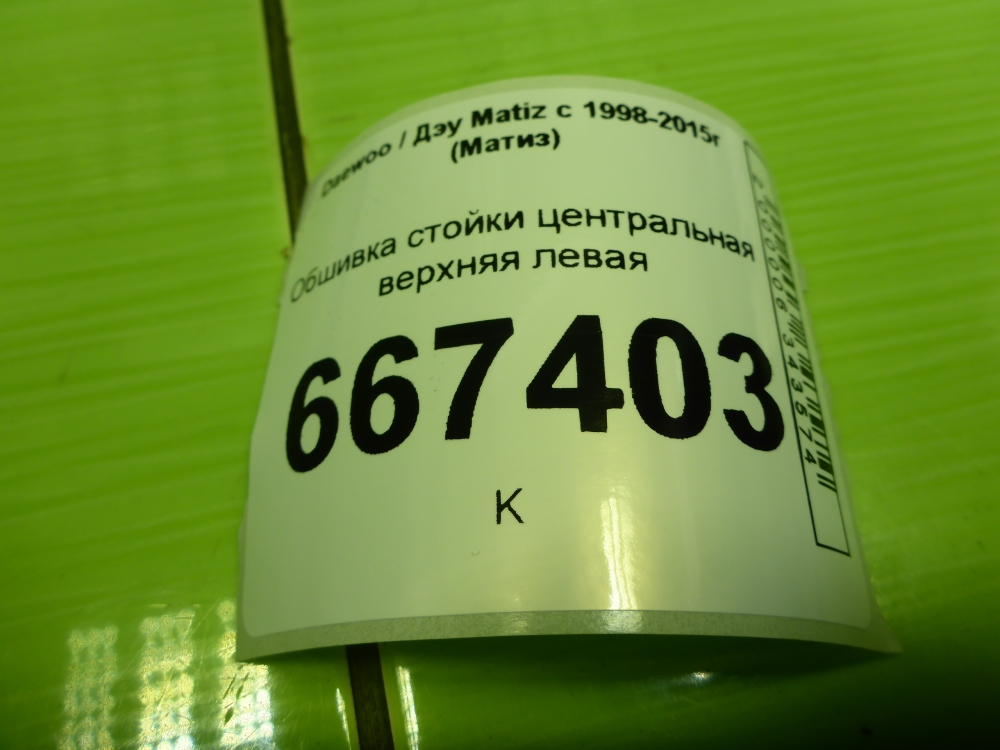 Daewoo / Дэу Matiz с 1998-2015г
(Матиз)
Обшивка стойки центральная
верхняя левая
667403
К